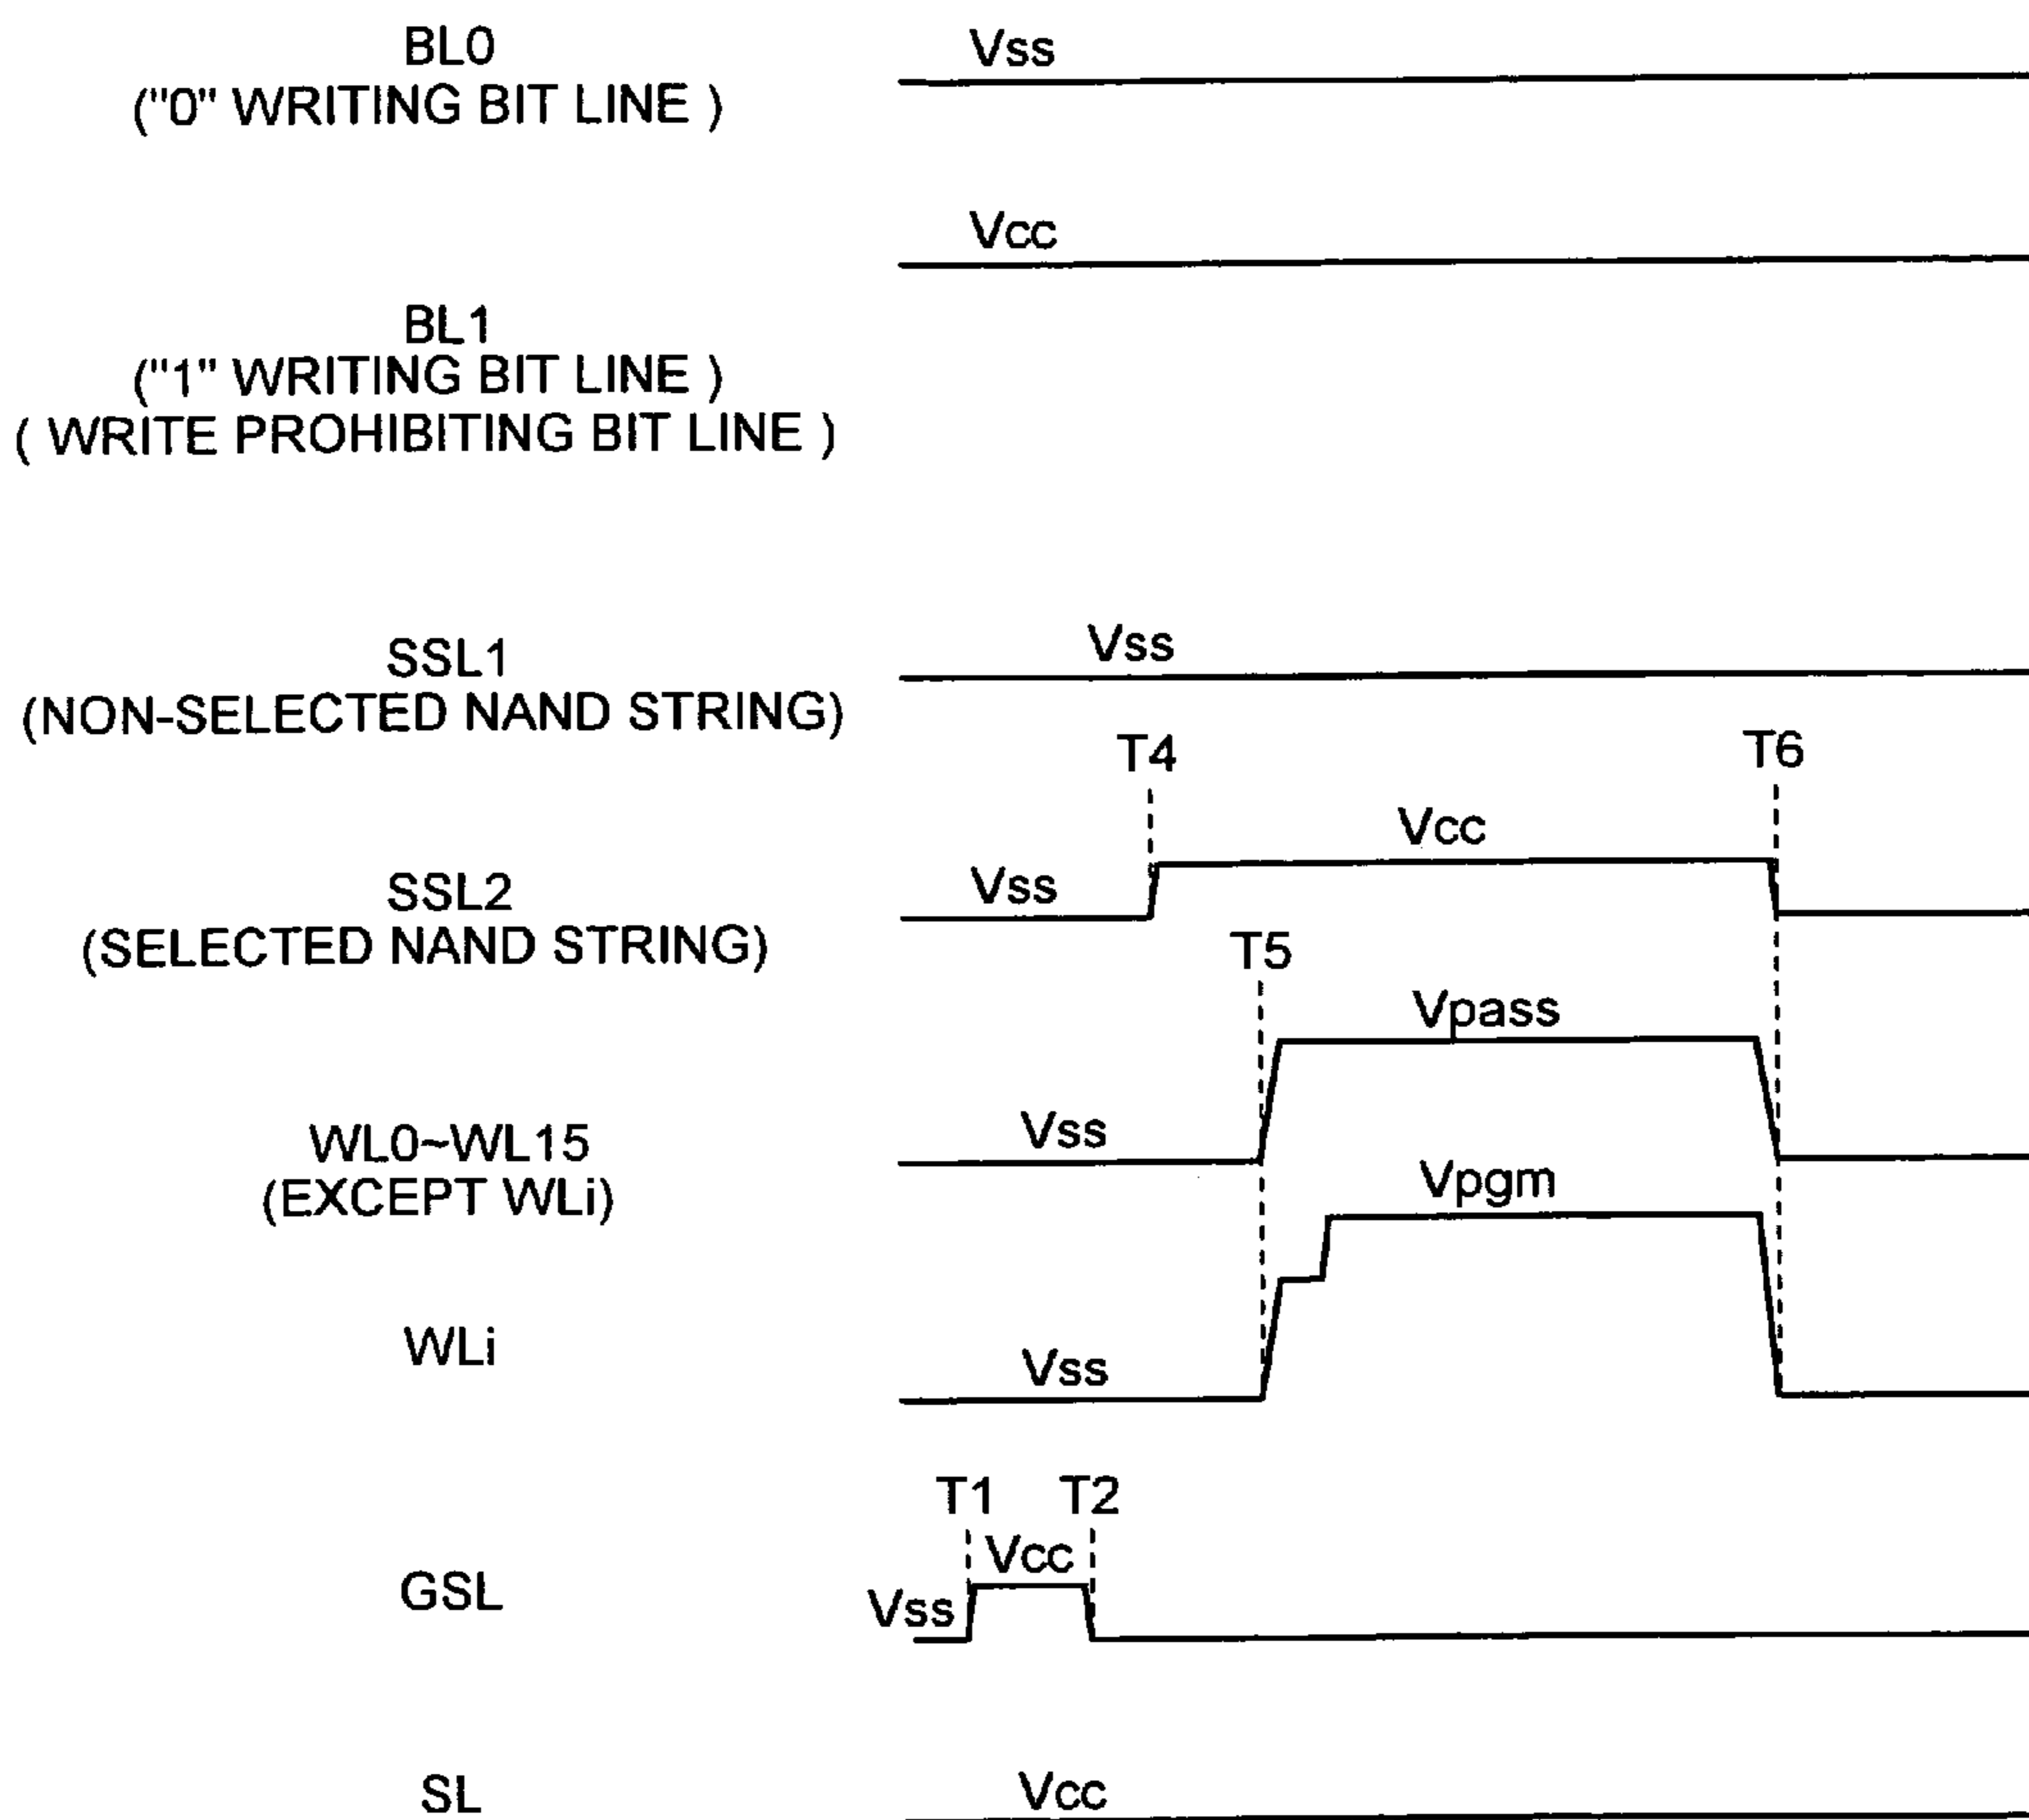 BL0
("0" WRITING BIT LINE )
Vss
Vcc
BL1
("1" WRITING BIT LINE )
( WRITE PROHIBITING BIT LINE )
SSL1
(NON-SELECTED NAND STRING)
Vss
T4
T6
SSL2
(SELECTED NAND STRING)
Vss
Vcc
T5
Vpass
WL0~WL15
(EXCEPT WLi)
Vss
Vpgm
WLi
Vss
T1 T2
GSL
Vss
Vcc
SL
Vcc